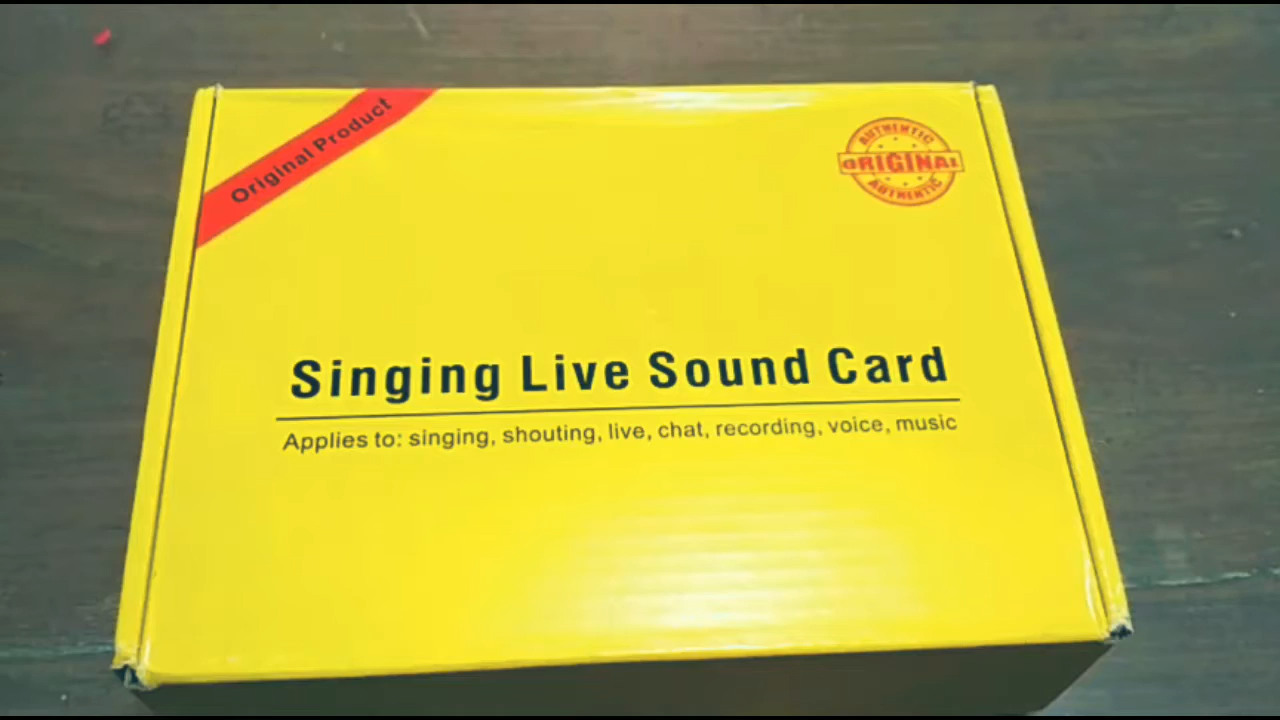 Original Product
AUTHENTIC
ORIGINAL
AUTHENTIC
Singing Live Sound Card
Applies to: singing, shouting, live, chat, recording, voice, music